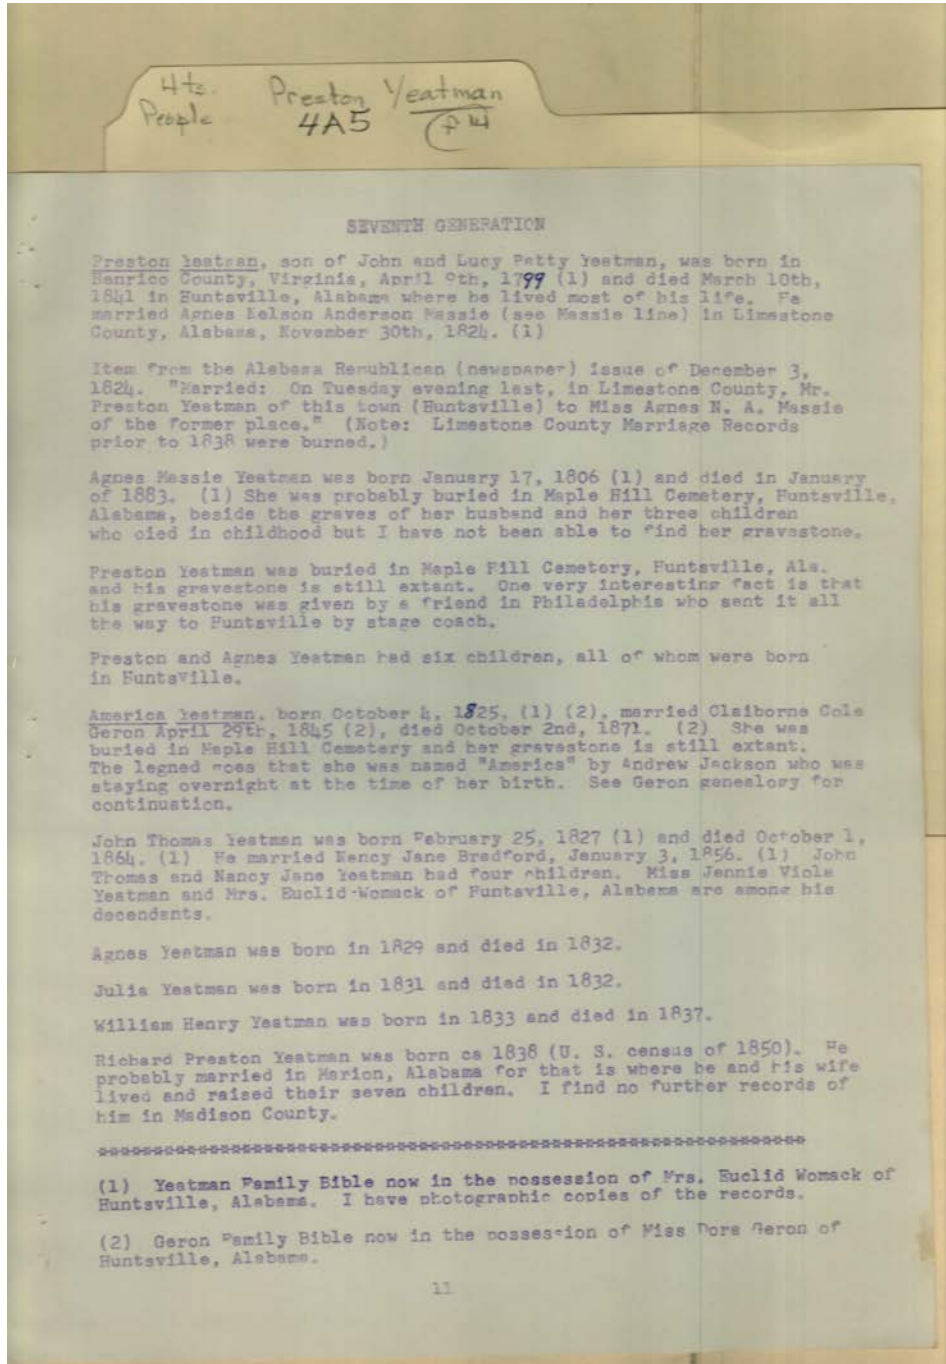 4tz.
People
Preston Yeatman
4A5
SEVENTH GENERATION
Preston Yeatman, son of John and Lucy Patty Yeatman, was born in
Henrico County, Virginia, April 9th, 1799 (1) and died March 10th,
1841 in Huntsville, Alabama where he lived most of his life. He
married Agnes Nelson Anderson Massie (see Massie line) in Limestone
County, Alabama, November 30th, 1824. (1)
Item from the Alabama Republican (newspaper) issue of December 3,
1824. "Married: On Tuesday evening last, in Limestone County, Mr.
Preston Yeatman of this town (Huntsville) to Miss Agnes N. A. Massie
of the former place." (Note: Limestone County Marriage Records
prior to 1838 were burned.)
Agnes Massie Yeatman was born January 17, 1806 (1) and died in January
of 1883. (1) She was probably buried in Maple Hill Cemetery, Huntsville,
Alabama, beside the graves of her husband and her three children
who died in childhood but I have not been able to find her gravestone.
Preston Yeatman was buried in Maple Hill Cemetery, Huntsville, Ala.
and his gravestone is still extant. One very interesting fact is that
his gravestone was given by a friend in Philadelphia who sent it all
the way to Huntsville by stage coach.
Preston and Agnes Yeatman had six children, all of whom were born
in Huntsville.
America Yeatman, born October 4, 1825, (1) (2), married Claiborne Cole
Geron April 29th, 1845 (2), died October 2nd, 1871. (2) She was
buried in Maple Hill Cemetery and her gravestone is still extant.
The legned goes that she was named "America" by Andrew Jackson who was
staying overnight at the time of her birth. See Geron genealogy for
continuation.
John Thomas Yeatman was born February 25, 1827 (1) and died October 1,
1864. (1) He married Nancy Jane Bradford, January 3, 1856. (1) John
Thomas and Nancy Jane Yeatman had four children. Miss Jennie Viola
Yeatman and Mrs. Euclid-Womack of Huntsville, Alabama are among his
decendants.
Agnes Yeatman was born in 1829 and died in 1832.
Julia Yeatman was born in 1831 and died in 1832.
William Henry Yeatman was born in 1833 and died in 1837.
Richard Preston Yeatman was born ca 1838 (U. S. census of 1850). He
probably married in Marion, Alabama for that is where he and his wife
lived and raised their seven children. I find no further records of
him in Madison County.
(1) Yeatman Family Bible now in the possession of Mrs. Euclid Womack of
Huntsville, Alabama. I have photographic copies of the records.
(2) Geron Family Bible now in the possession of Miss Dora Geron of
Huntsville, Alabama.